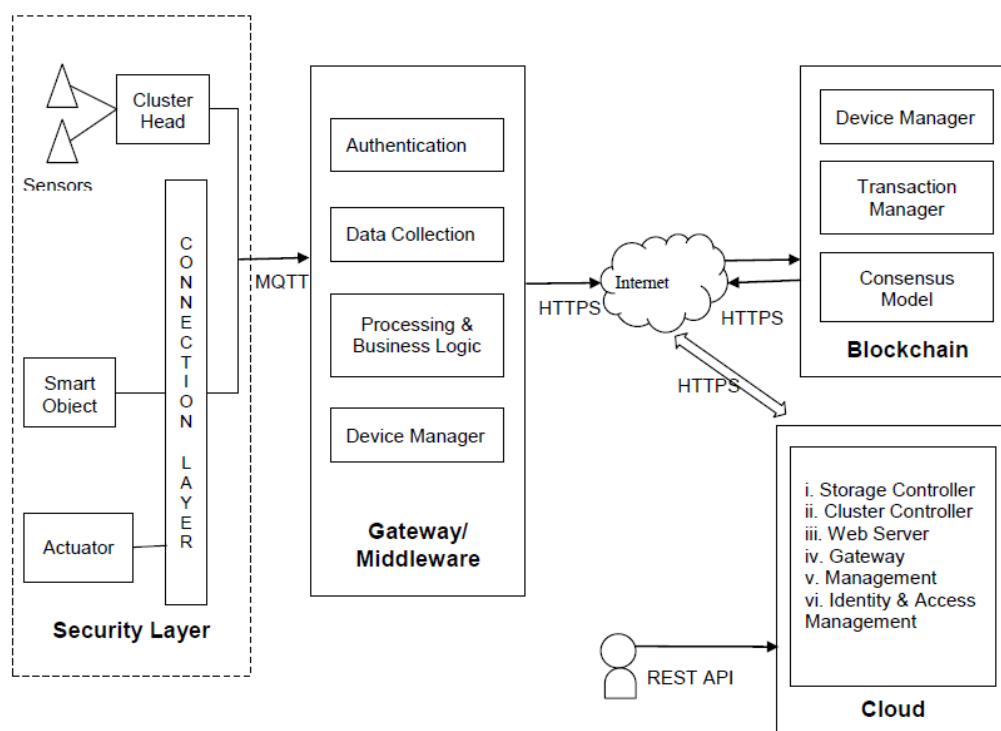 Cluster
Head
Sensors
CONNECTION LAYER
Smart
Object
Actuator
Security Layer
MQTT
Authentication
Data Collection
Processing &
Business Logic
Device Manager
Gateway/
Middleware
HTTPS
Internet
HTTPS
HTTPS
Device Manager
Transaction
Manager
Consensus
Model
Blockchain
i. Storage Controller
ii. Cluster Controller
iii. Web Server
iv. Gateway
v. Management
vi. Identity & Access
Management
REST API
Cloud